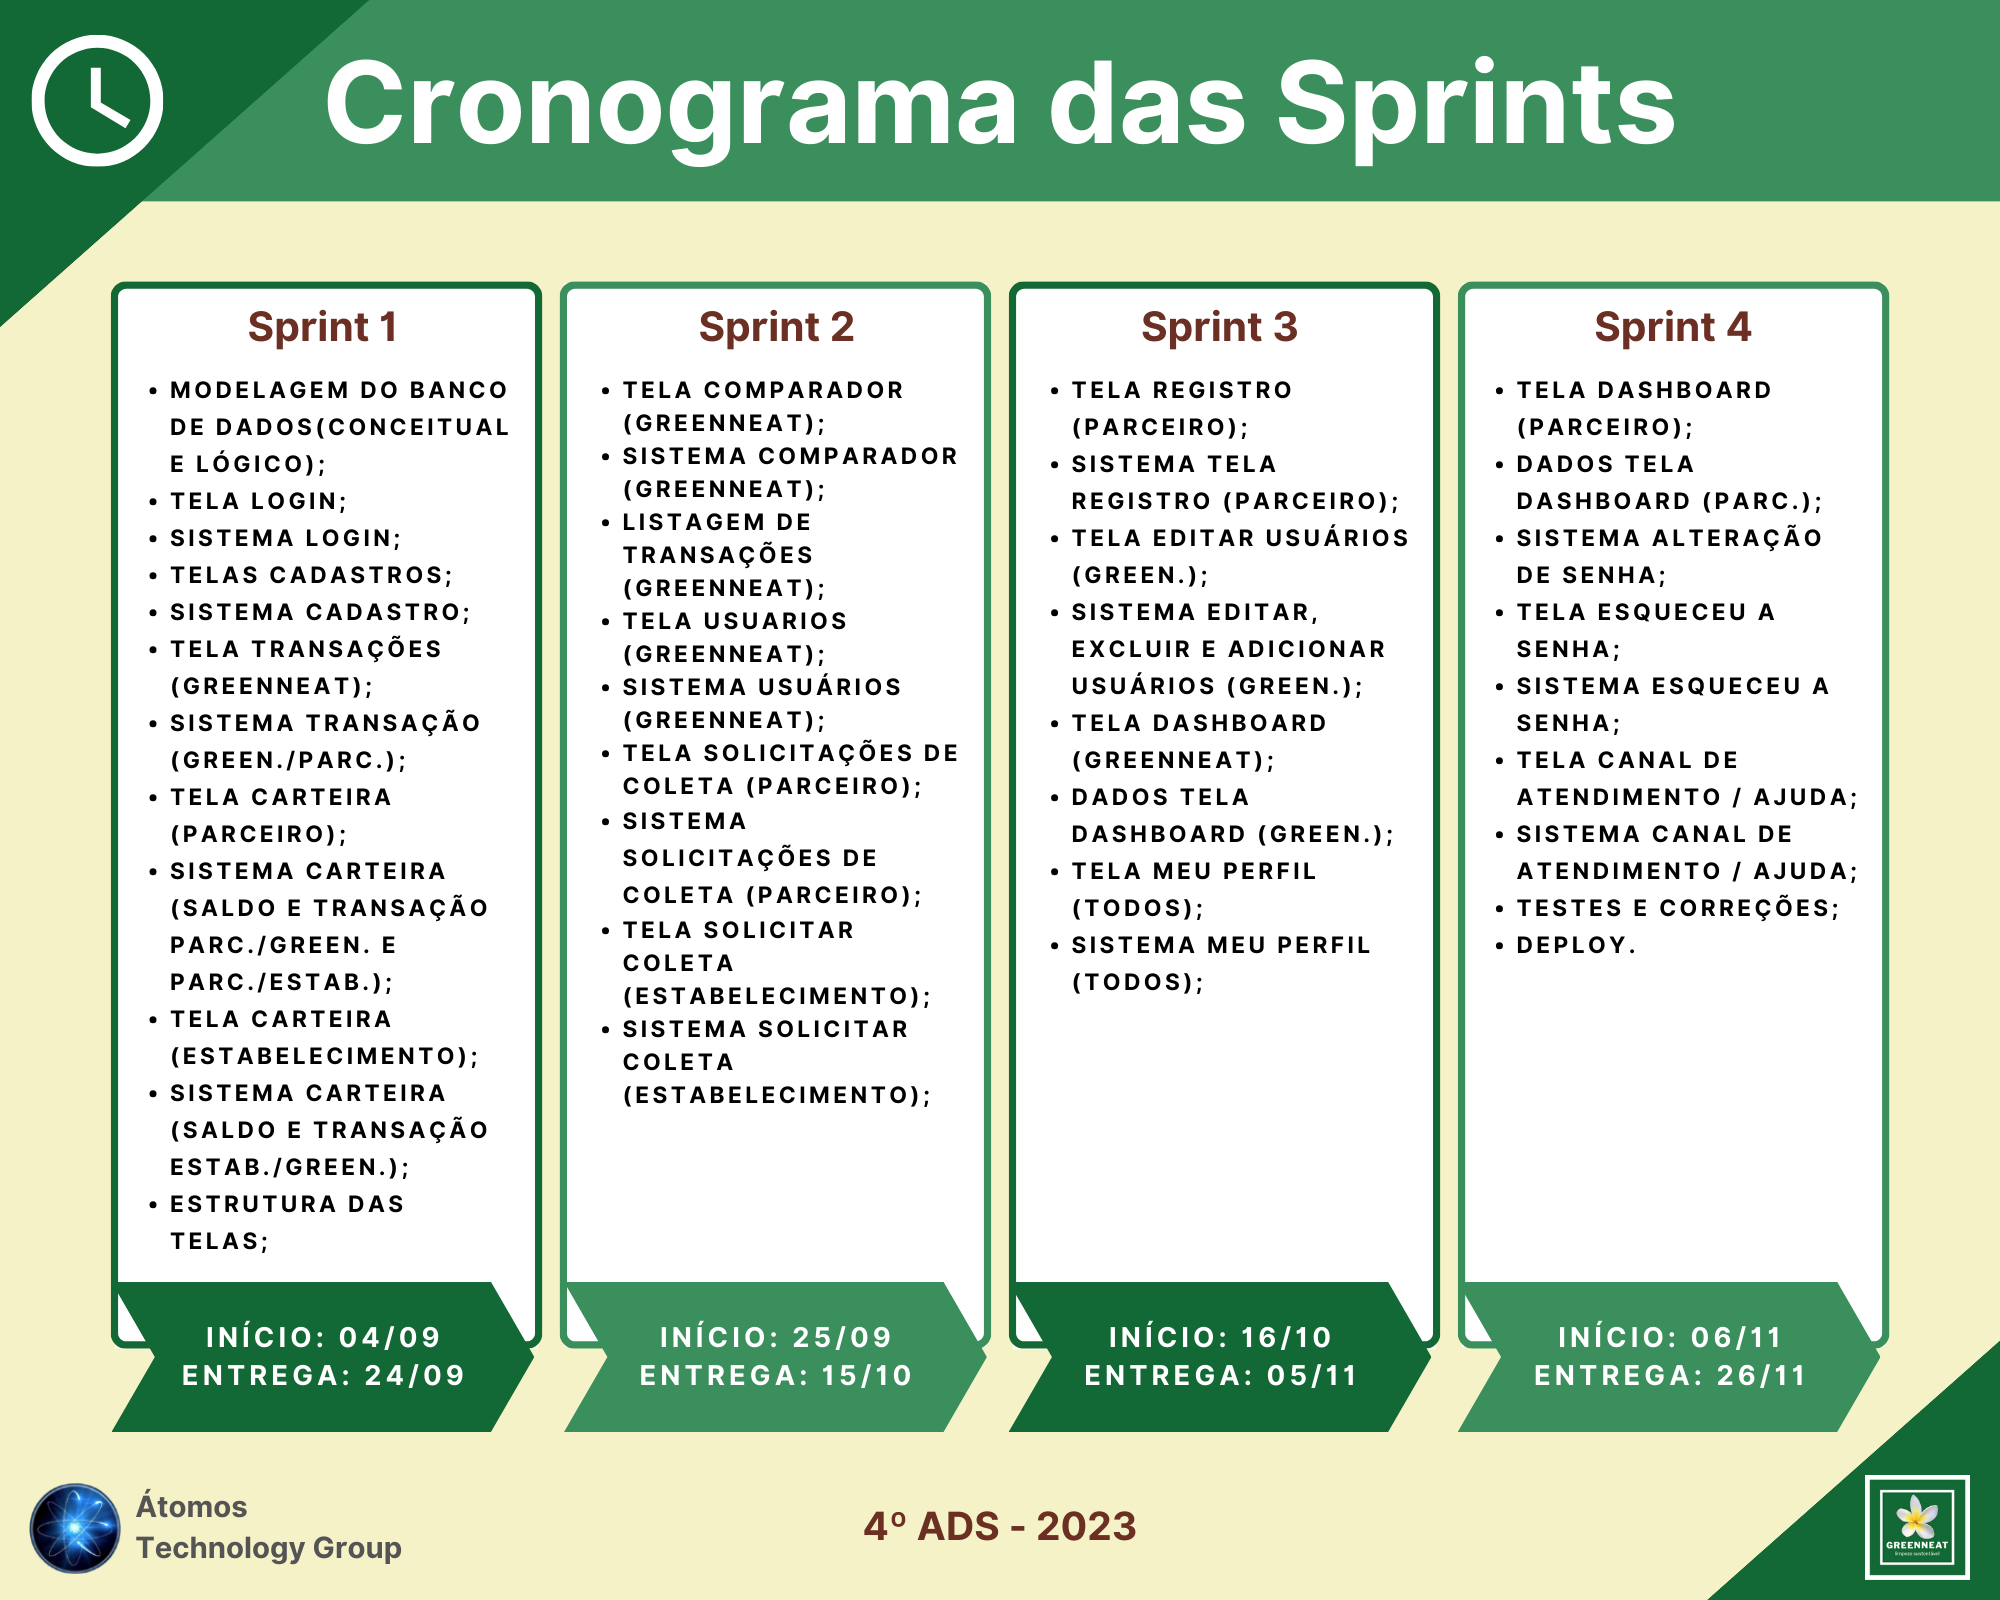 Cronograma das Sprints
Sprint 1
• MODELAGEM DO BANCO
DE DADOS(CONCEITUAL
E LÓGICO);
• TELA LOGIN;
• SISTEMA LOGIN;
• TELAS CADASTROS;
• SISTEMA CADASTRO;
• TELA TRANSAÇÕES
(GREENNEAT);
• SISTEMA TRANSAÇÃO
(GREEN./PARC.);
• TELA CARTEIRA
(PARCEIRO);
• SISTEMA CARTEIRA
(SALDO E TRANSAÇÃO
PARC./GREEN. E
PARC./ESTAB.);
• TELA CARTEIRA
(ESTABELECIMENTO);
• SISTEMA CARTEIRA
(SALDO E TRANSAÇÃO
ESTAB./GREEN.);
• ESTRUTURA DAS
TELAS;
INÍCIO: 04/09
ENTREGA: 24/09
Sprint 2
• TELA COMPARADOR
(GREENNEAT);
• SISTEMA COMPARADOR
(GREENNEAT);
• LISTAGEM DE
TRANSAÇÕES
(GREENNEAT);
• TELA USUARIOS
(GREENNEAT);
• SISTEMA USUÁRIOS
(GREENNEAT);
• TELA SOLICITAÇÕES DE
COLETA (PARCEIRO);
• SISTEMA
SOLICITAÇÕES DE
COLETA (PARCEIRO);
• TELA SOLICITAR
COLETA
(ESTABELECIMENTO);
• SISTEMA SOLICITAR
COLETA
(ESTABELECIMENTO);
INÍCIO: 25/09
ENTREGA: 15/10
Sprint 3
• TELA REGISTRO
(PARCEIRO);
• SISTEMA TELA
REGISTRO (PARCEIRO);
• TELA EDITAR USUÁRIOS
(GREEN.);
• SISTEMA EDITAR,
EXCLUIR E ADICIONAR
USUÁRIOS (GREEN.);
• TELA DASHBOARD
(GREENNEAT);
• DADOS TELA
DASHBOARD (GREEN.);
• TELA MEU PERFIL
(TODOS);
• SISTEMA MEU PERFIL
(TODOS);
INÍCIO: 16/10
ENTREGA: 05/11
Sprint 4
• TELA DASHBOARD
(PARCEIRO);
• DADOS TELA
DASHBOARD (PARC.);
• SISTEMA ALTERAÇÃO
DE SENHA;
• TELA ESQUECEU A
SENHA;
• SISTEMA ESQUECEU A
SENHA;
• TELA CANAL DE
ATENDIMENTO / AJUDA;
• SISTEMA CANAL DE
ATENDIMENTO / AJUDA;
• TESTES E CORREÇÕES;
• DEPLOY.
INÍCIO: 06/11
ENTREGA: 26/11
Átomos
Technology Group
4º ADS - 2023
GREENNEAT